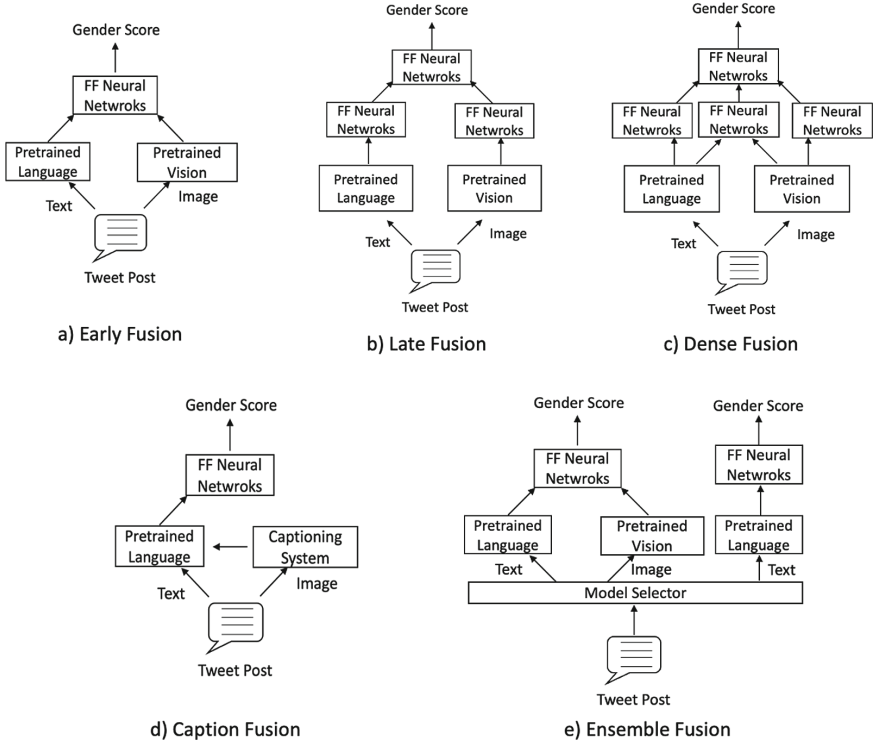 Gender Score
FF Neural
Netwroks
Pretrained
Language
Pretrained
Vision
Text
Image
Tweet Post
a) Early Fusion
Gender Score
FF Neural
Netwroks
FF Neural
Netwroks
FF Neural
Netwroks
Pretrained
Language
Pretrained
Vision
Text
Image
Tweet Post
b) Late Fusion
Gender Score
FF Neural
Netwroks
FF Neural
Netwroks
FF Neural
Netwroks
FF Neural
Netwroks
Pretrained
Language
Pretrained
Vision
Text
Image
Tweet Post
c) Dense Fusion
Gender Score
FF Neural
Netwroks
Pretrained
Language
Captioning
System
Text
Image
Tweet Post
d) Caption Fusion
Gender Score
FF Neural
Netwroks
Pretrained
Language
Pretrained
Vision
Text
Image
Gender Score
FF Neural
Netwroks
Pretrained
Language
Text
Model Selector
Tweet Post
e) Ensemble Fusion